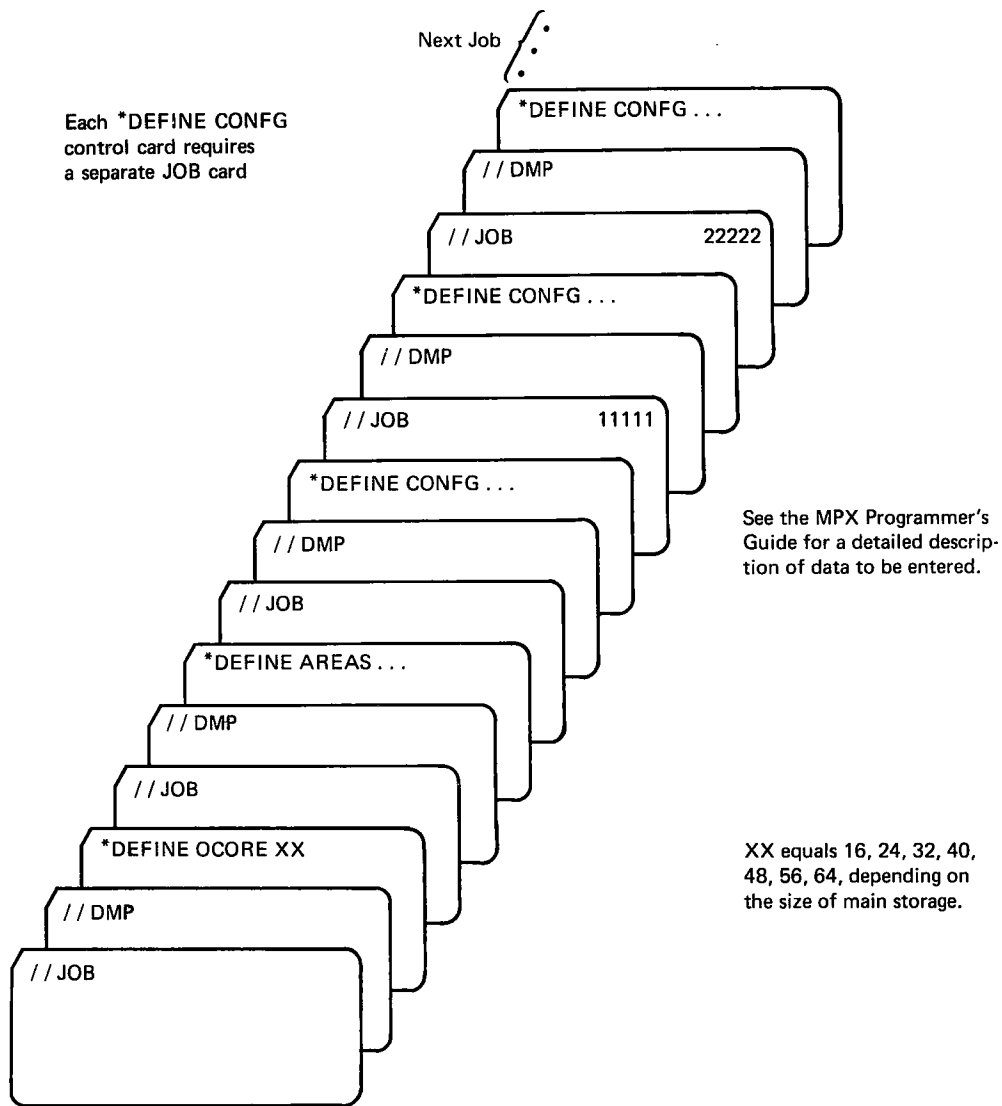 Next Job
*DEFINE CONFG . . .
Each *DEFINE CONFG
control card requires
a separate JOB card
// DMP
// JOB 22222
*DEFINE CONFG . . .
// DMP
// JOB 11111
*DEFINE CONFG . . .
See the MPX Programmer's
Guide for a detailed descrip-
tion of data to be entered.
// DMP
// JOB
*DEFINE AREAS . . .
// DMP
// JOB
*DEFINE OCORE XX
XX equals 16, 24, 32, 40,
48, 56, 64, depending on
the size of main storage.
// DMP
// JOB